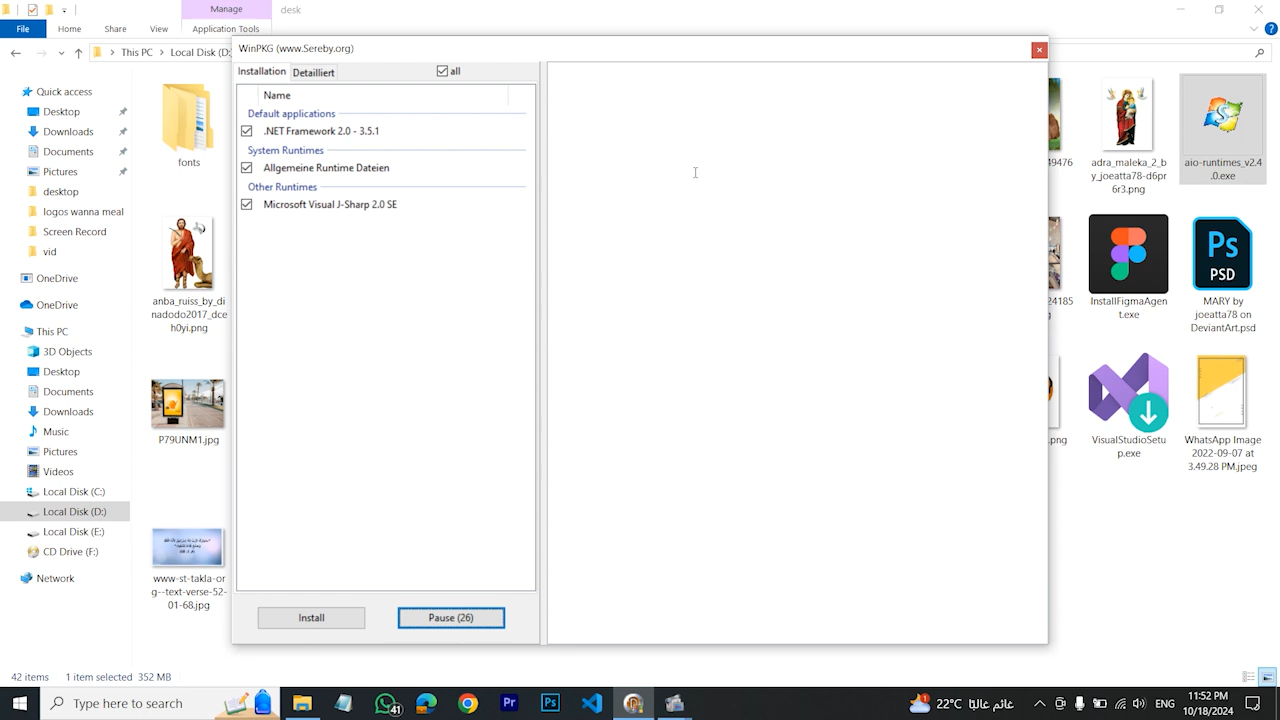 Manage
desk
File
Home
Share
View
Application Tools
This PC
Local Disk (D:
WinPKG (www.Sereby.org)
Installation
Detailliert
all
Name
Default applications
.NET Framework 2.0 - 3.5.1
System Runtimes
Allgemeine Runtime Dateien
Other Runtimes
Microsoft Visual J-Sharp 2.0 SE
Install
Pause (26)
Quick access
Desktop
Downloads
Documents
Pictures
desktop
logos wanna meal
Screen Record
vid
OneDrive
OneDrive
This PC
3D Objects
Desktop
Documents
Downloads
Music
Pictures
Videos
Local Disk (C:)
Local Disk (D:)
Local Disk (E:)
CD Drive (F:)
Network
fonts
anba_ruiss_by_di
nadodo2017_dce
h0yi.png
P79UNM1.jpg
www-st-takla-or
g--text-verse-52-
01-68.jpg
49476
adra_maleka_2_b
y_joeatta78-d6pr
6r3.png
aio-runtimes_v2.4
.0.exe
24185
g
InstallFigmaAgen
t.exe
Ps
PSD
MARY by
joeatta78 on
DeviantArt.psd
.png
VisualStudioSetu
p.exe
WhatsApp Image
2022-09-07 at
3.49.28 PM.jpeg
42 items
1 item selected 352 MB
Type here to search
41
Pr
Ps
22°C
غائم غالبًا
ENG
11:52 PM
10/18/2024